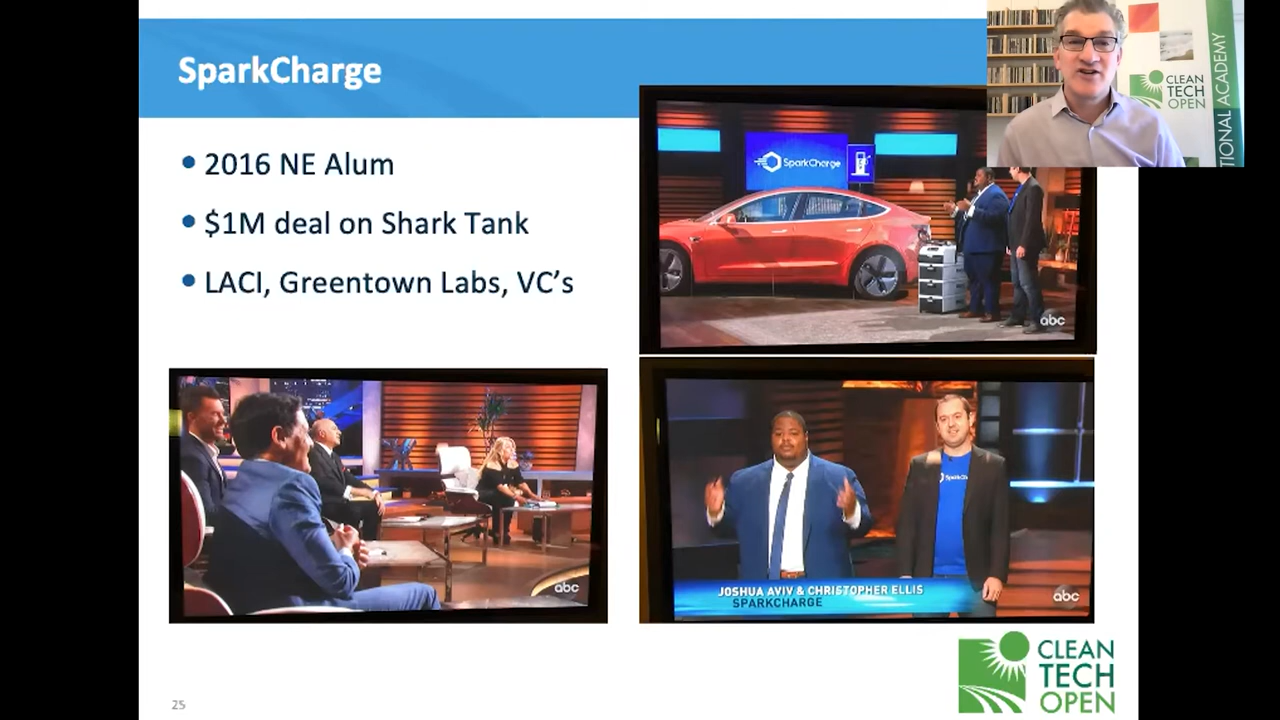 SparkCharge
• 2016 NE Alum
• $1M deal on Shark Tank
• LACI, Greentown Labs, VC's
SparkCharge
abc
CLEAN
TECH
OPEN
TIONAL ACADEMY
abc
SparkCh
JOSHUA AVIV & CHRISTOPHER ELLIS
SPARKCHARGE
abc
25
CLEAN
TECH
OPEN